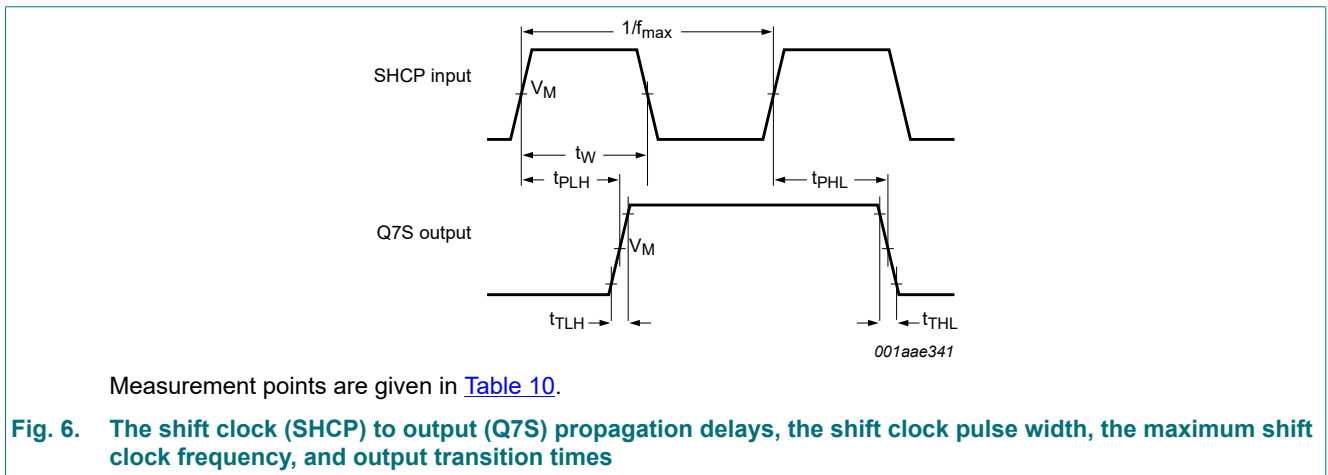 1/fmax
SHCP input
VM
tW
tPLH
tPHL
Q7S output
VM
tTLH
tTHL
001aae341
Measurement points are given in Table 10.
Fig. 6. The shift clock (SHCP) to output (Q7S) propagation delays, the shift clock pulse width, the maximum shift
clock frequency, and output transition times